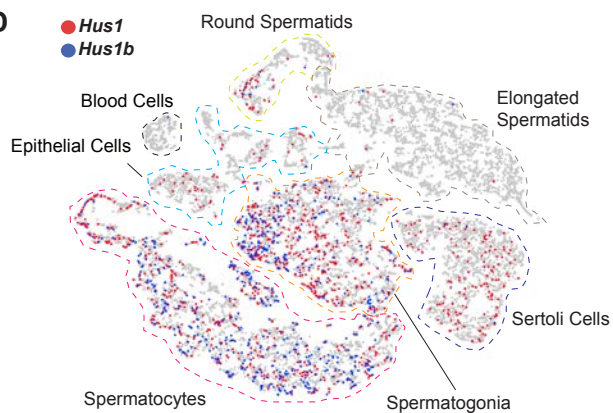 Round Spermatids
Hus1
Hus1b
Blood Cells
Elongated
Spermatids
Epithelial Cells
Sertoli Cells
Spermatocytes
Spermatogonia